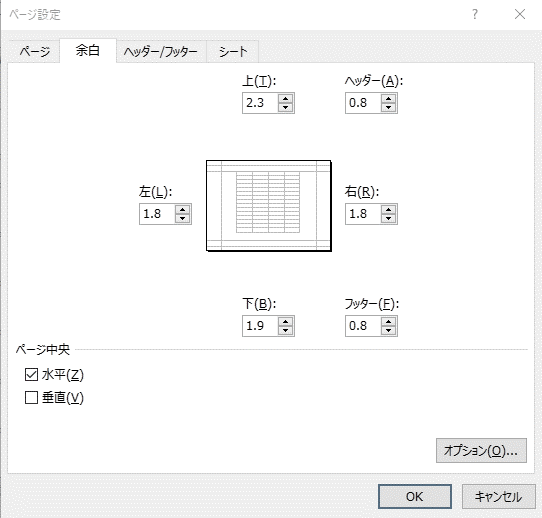 ページ設定
? ×
ページ 余白 ヘッダー/フッター シート
上(T): ヘッダー(A):
2.3 0.8
左(L): 右(R):
1.8 1.8
下(B): フッター(F):
1.9 0.8
ページ中央
水平(Z)
垂直(V)
オプション(O)...
OK キャンセル